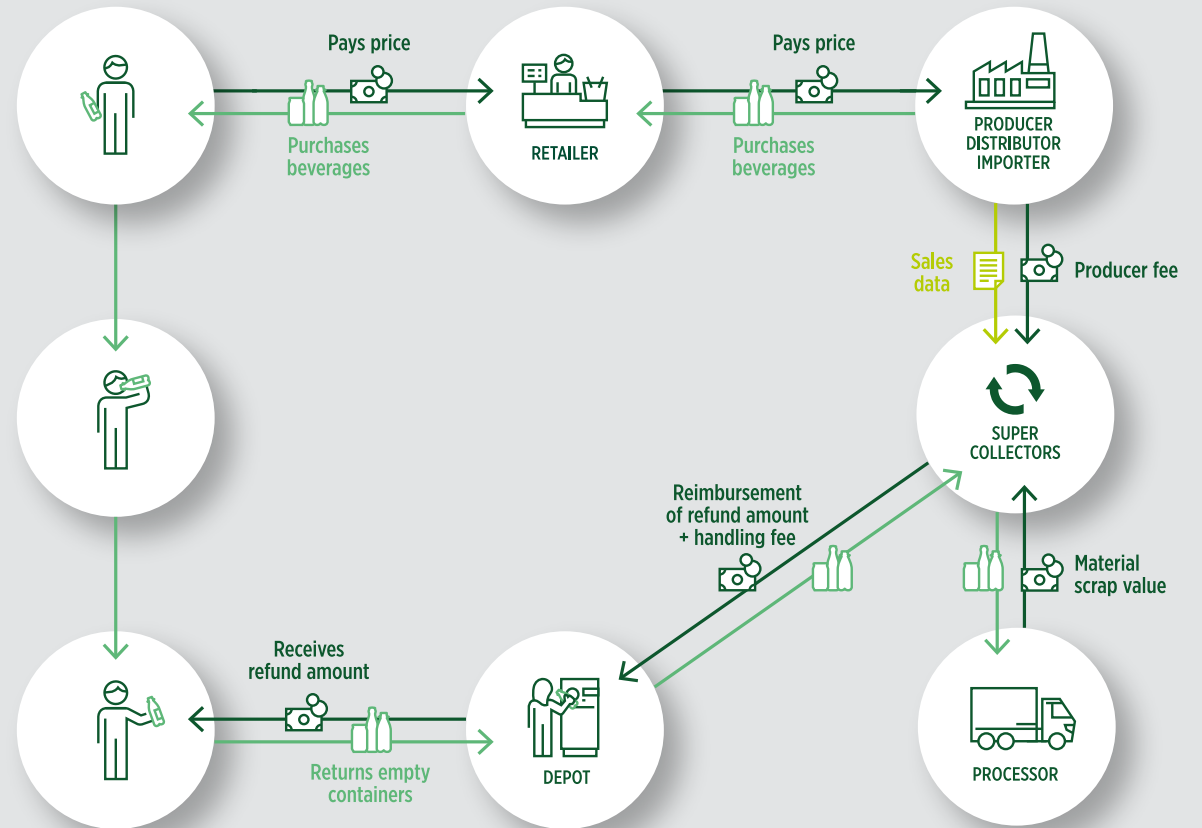 Pays price
Pays price
Purchases
beverages
RETAILER
Purchases
beverages
PRODUCER
DISTRIBUTOR
IMPORTER
Sales
data
Producer fee
SUPER
COLLECTORS
Reimbursement
of refund amount
+ handling fee
Material
scrap value
Receives
refund amount
Returns empty
containers
DEPOT
PROCESSOR